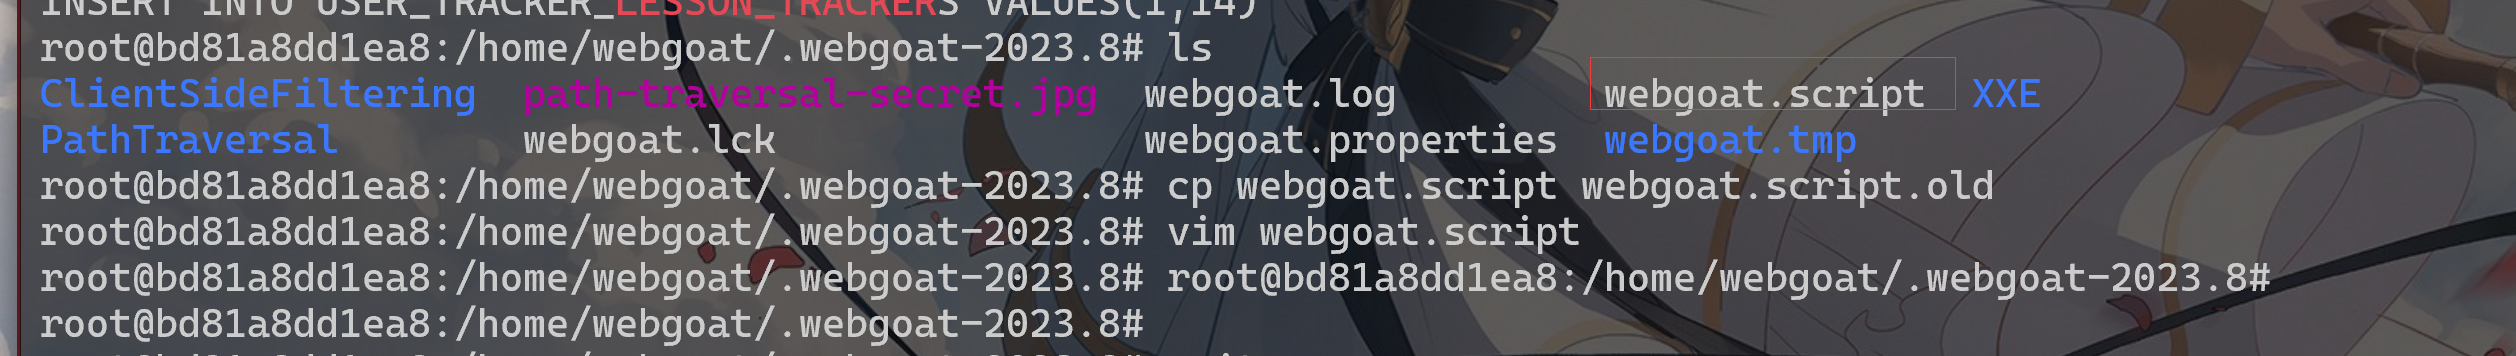 INSERT INTO USER_TRACKER_LESSON_TRACKERS VALUES(1,14)
root@bd81a8dd1ea8:/home/webgoat/.webgoat-2023.8# ls
ClientSideFiltering path-traversal-secret.jpg webgoat.log webgoat.script XXE
PathTraversal webgoat.lck webgoat.properties webgoat.tmp
root@bd81a8dd1ea8:/home/webgoat/.webgoat-2023.8# cp webgoat.script webgoat.script.old
root@bd81a8dd1ea8:/home/webgoat/.webgoat-2023.8# vim webgoat.script
root@bd81a8dd1ea8:/home/webgoat/.webgoat-2023.8# root@bd81a8dd1ea8:/home/webgoat/.webgoat-2023.8#
root@bd81a8dd1ea8:/home/webgoat/.webgoat-2023.8#